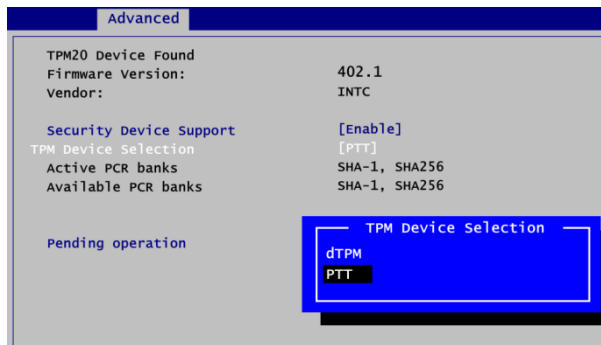 Advanced
TPM20 Device Found
Firmware Version: 402.1
Vendor: INTC
Security Device Support [Enable]
TPM Device Selection [PTT]
Active PCR banks SHA-1, SHA256
Available PCR banks SHA-1, SHA256
Pending operation
TPM Device Selection
dTPM
PTT